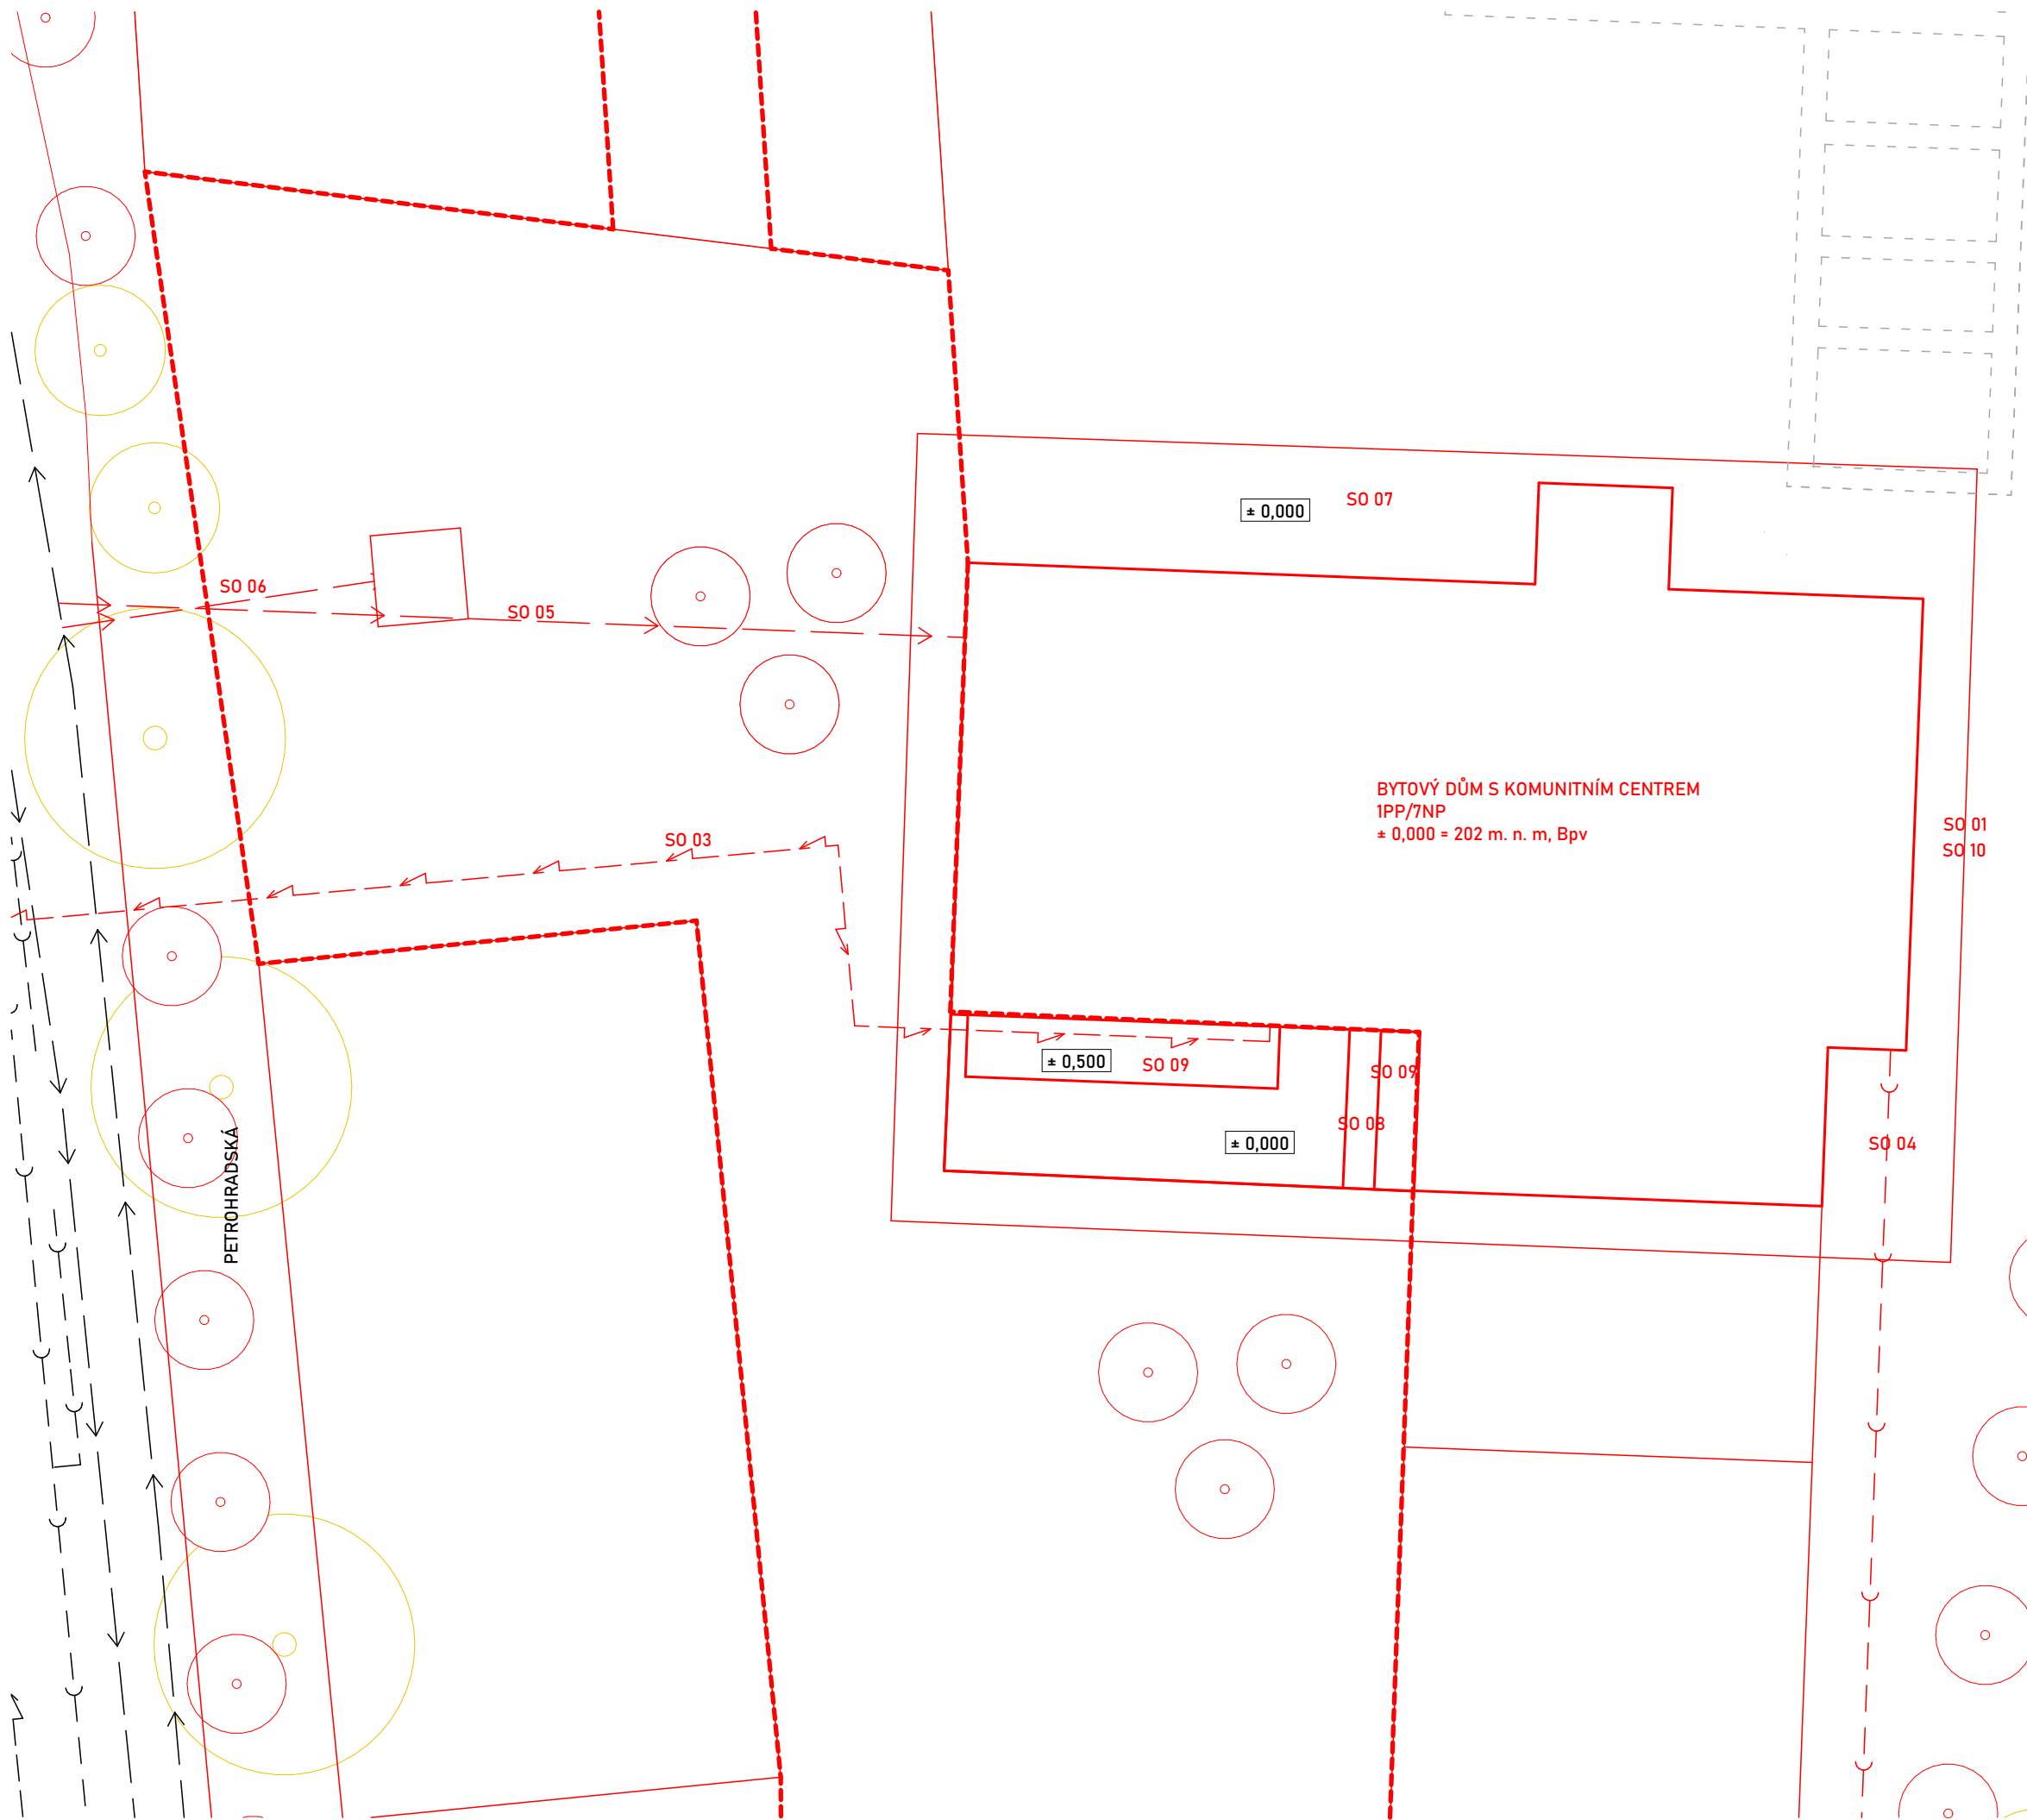 ± 0,000
SO 07
SO 06
SO 05
BYTOVÝ DŮM S KOMUNITNÍM CENTREM
1PP/7NP
± 0,000 = 202 m. n. m, Bpv
SO 01
SO 10
SO 03
± 0,500
SO 09
SO 09
SO 08
± 0,000
SO 04
PETROHRADSKÁ